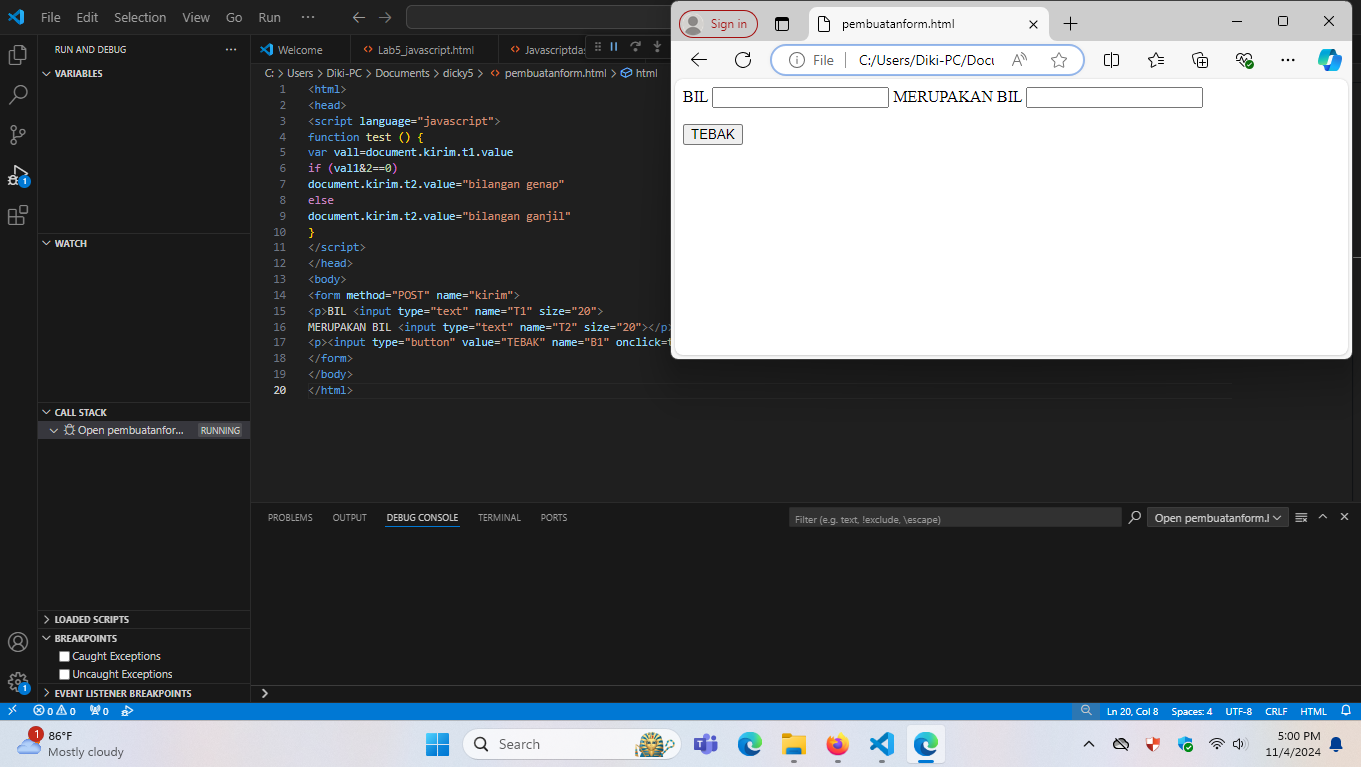 File Edit Selection View Go Run ···
RUN AND DEBUG ···
VARIABLES
WATCH
CALL STACK
Open pembuatanfor... RUNNING
LOADED SCRIPTS
BREAKPOINTS
Caught Exceptions
Uncaught Exceptions
EVENT LISTENER BREAKPOINTS
Welcome Lab5_javascript.html Javascriptdas
C: > Users > Diki-PC > Documents > dicky5 > pembuatanform.html > html
1 <html>
2 <head>
3 <script language="javascript">
4 function test () {
5 var vall=document.kirim.t1.value
6 if (val1&2==0)
7 document.kirim.t2.value="bilangan genap"
8 else
9 document.kirim.t2.value="bilangan ganjil"
10 }
11 </script>
12 </head>
13 <body>
14 <form method="POST" name="kirim">
15 <p>BIL <input type="text" name="T1" size="20">
16 MERUPAKAN BIL <input type="text" name="T2" size="20"></p>
17 <p><input type="button" value="TEBAK" name="B1" onclick=t
18 </form>
19 </body>
20 </html>
Sign in pembuatanform.html
File C:/Users/Diki-PC/Docu
BIL MERUPAKAN BIL
TEBAK
PROBLEMS OUTPUT DEBUG CONSOLE TERMINAL PORTS
Filter (e.g. text, !exclude, \escape) Open pembuatanform.l
0 0 0 Ln 20, Col 8 Spaces: 4 UTF-8 CRLF HTML
1 86°F
Mostly cloudy
Search
5:00 PM
11/4/2024